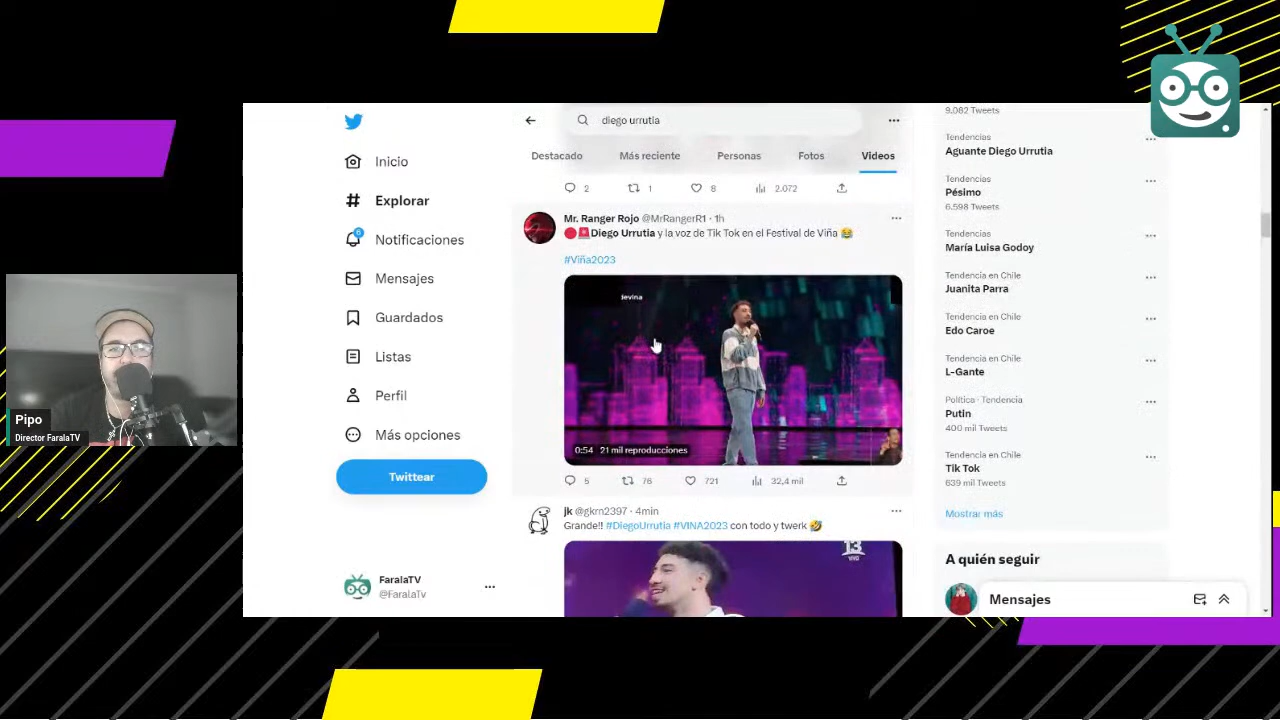 diego urrutia
Destacado
Más reciente
Personas
Fotos
Videos
Inicio
Explorar
6
Notificaciones
Mensajes
Guardados
Listas
Perfil
Más opciones
Twittear
FaralaTV
@FaralaTv
2
1
8
2.072
Mr. Ranger Rojo @MrRangerR1 · 1h
Diego Urrutia y la voz de Tik Tok en el Festival de Viña 😂
#Viña2023
0:54 21 mil reproducciones
5
76
721
32,4 mil
jk @gkrn2397 · 4min
Grande!! #DiegoUrrutia #VINA2023 con todo y twerk 🤣
13
9.082 Tweets
Tendencias
Aguante Diego Urrutia
Tendencias
Pésimo
6.598 Tweets
Tendencias
María Luisa Godoy
Tendencia en Chile
Juanita Parra
Tendencia en Chile
Edo Caroe
Tendencia en Chile
L-Gante
Política · Tendencia
Putin
400 mil Tweets
Tendencia en Chile
Tik Tok
639 mil Tweets
Mostrar más
A quién seguir
Mensajes
Pipo
Director FaralaTV